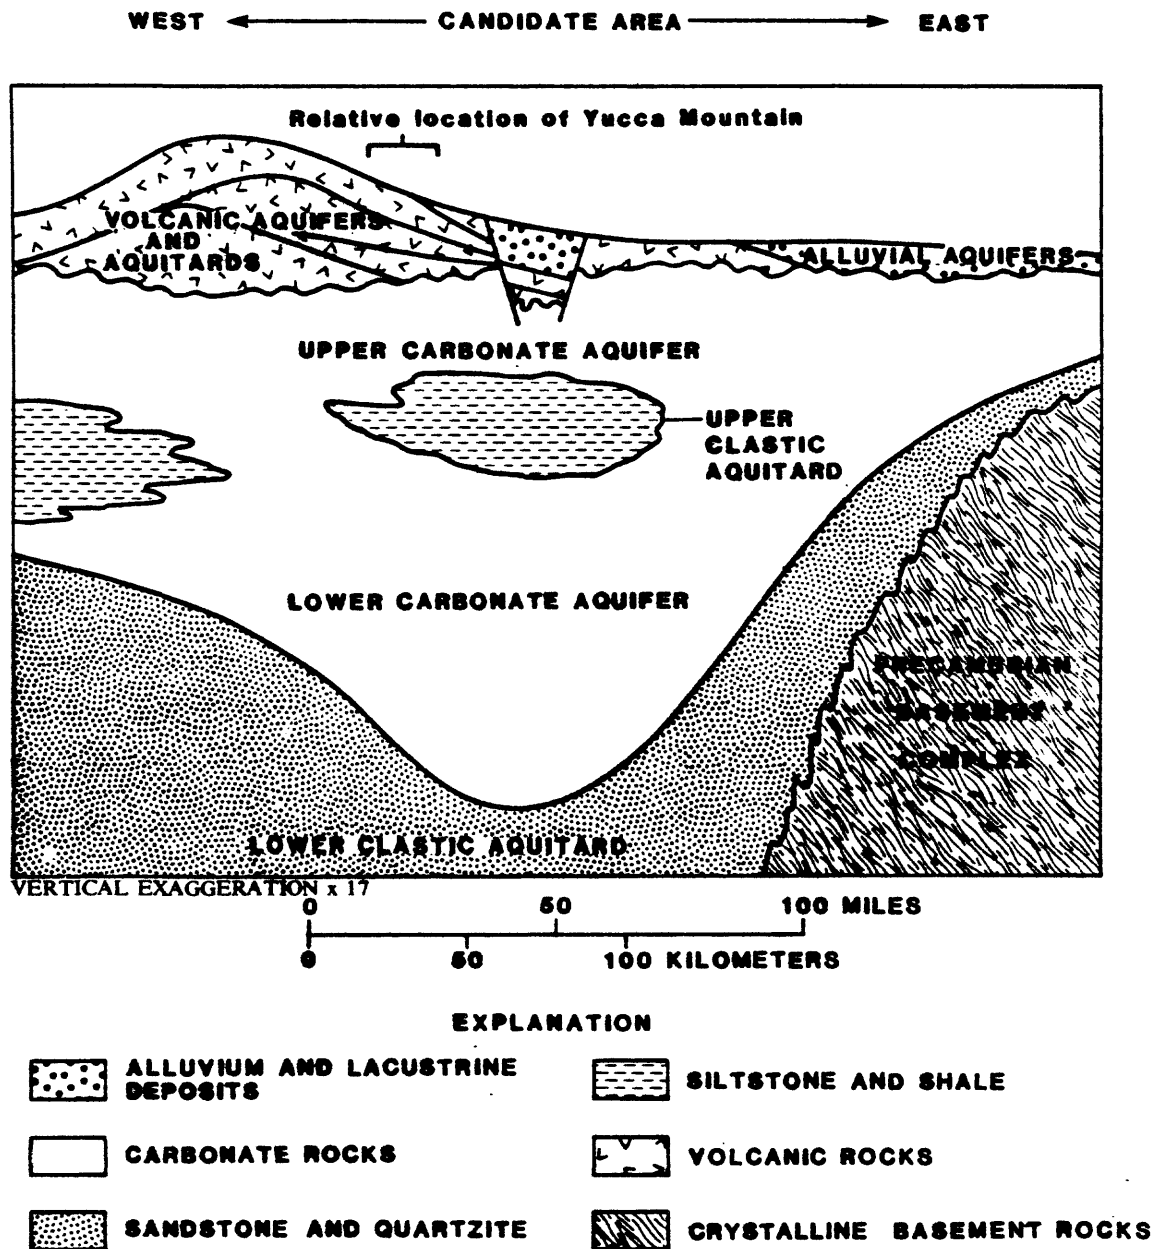 WEST CANDIDATE AREA EAST
Relative location of Yucca Mountain
VOLCANIC AQUIFERS
AND
AQUITARDS
ALLUVIAL AQUIFERS
UPPER CARBONATE AQUIFER
UPPER
CLASTIC
AQUITARD
LOWER CARBONATE AQUIFER
PRECAMBRIAN
BASEMENT
COMPLEX
LOWER CLASTIC AQUITARD
VERTICAL EXAGGERATION x 17
0 50 100 MILES
0 50 100 KILOMETERS
EXPLANATION
ALLUVIUM AND LACUSTRINE
DEPOSITS
SILTSTONE AND SHALE
CARBONATE ROCKS
VOLCANIC ROCKS
SANDSTONE AND QUARTZITE
CRYSTALLINE BASEMENT ROCKS